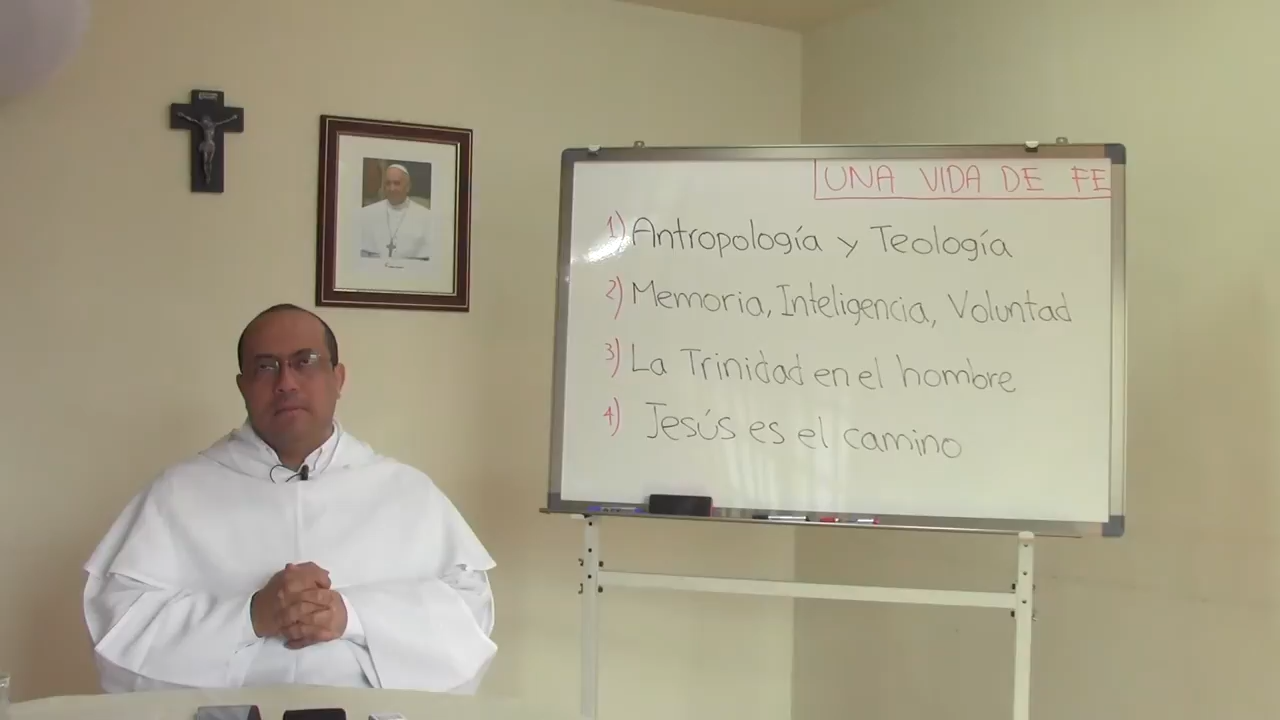 UNA VIDA DE FE
1) Antropología y Teología
2) Memoria, Inteligencia, Voluntad
3) La Trinidad en el hombre
4) Jesús es el camino